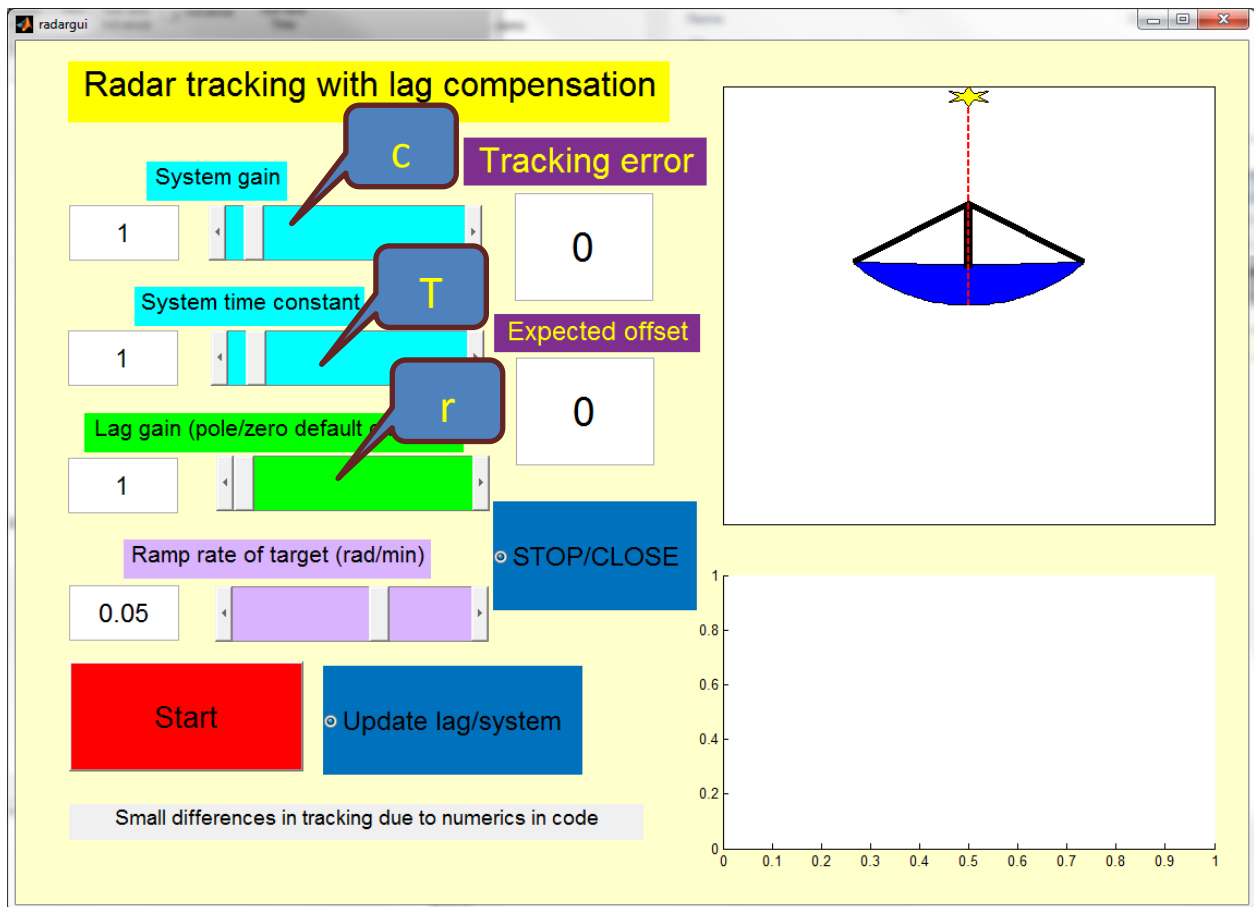 radargui
Radar tracking with lag compensation
C
Tracking error
System gain
1
0
T
System time constant
1
Expected offset
0
r
Lag gain (pole/zero default
1
STOP/CLOSE
Ramp rate of target (rad/min)
0.05
Start
Update lag/system
Small differences in tracking due to numerics in code
1
0.8
0.6
0.4
0.2
0
0 0.1 0.2 0.3 0.4 0.5 0.6 0.7 0.8 0.9 1